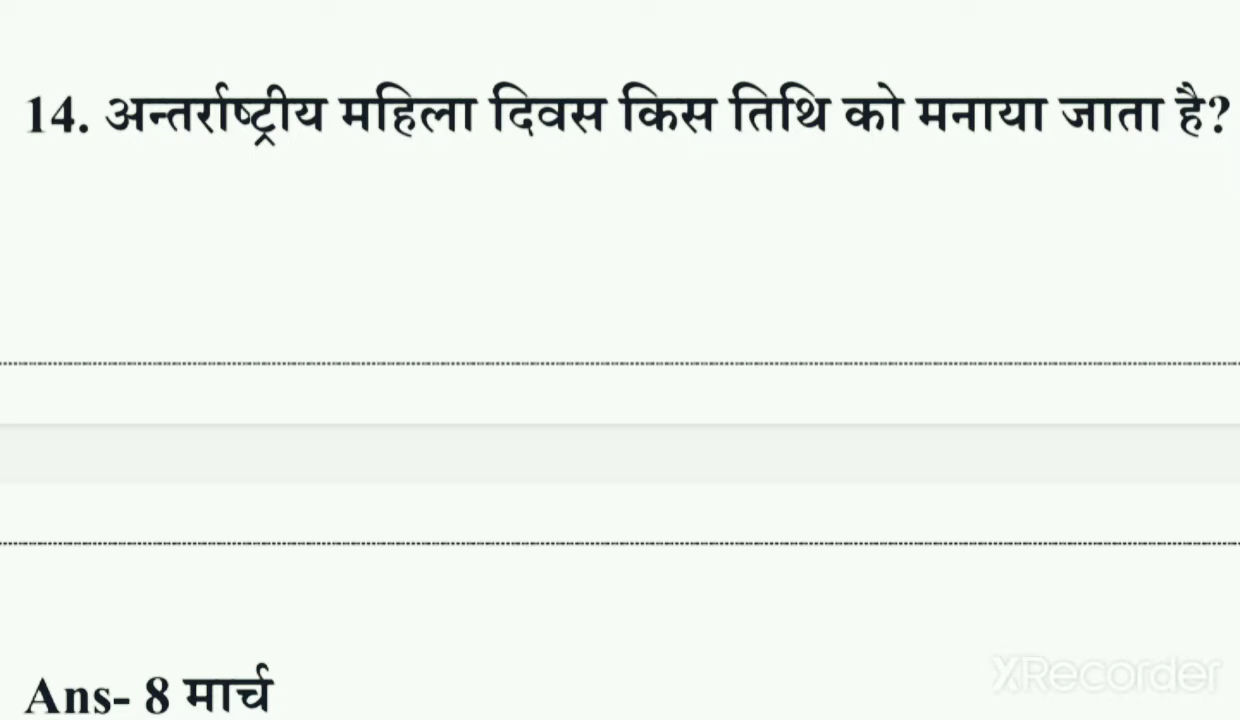 14. अन्तर्राष्ट्रीय महिला दिवस किस तिथि को मनाया जाता है?
Ans- 8 मार्च
XRecorder